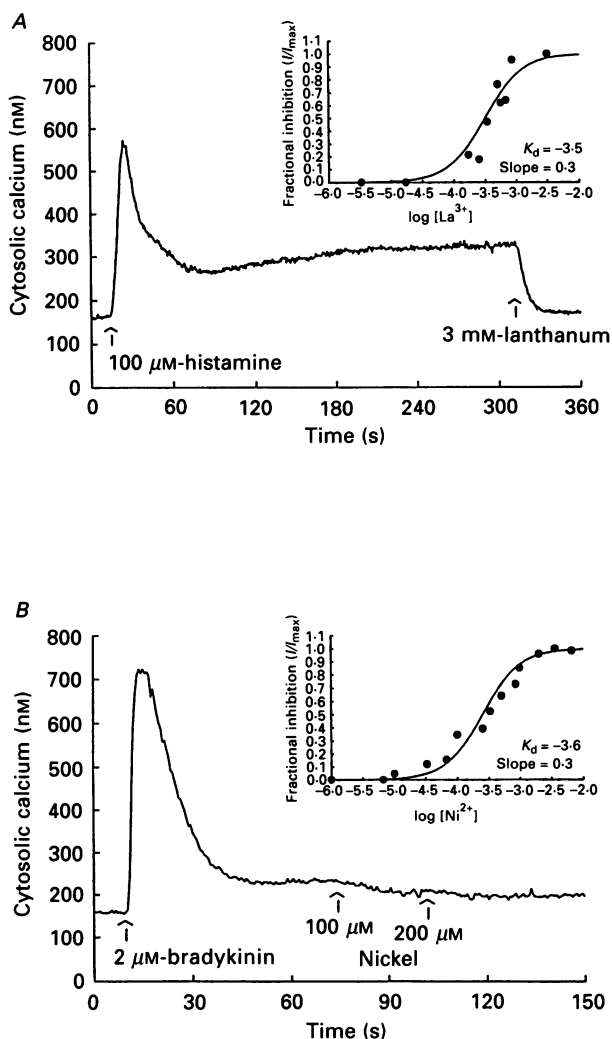 A
800
700
600
500
400
300
200
100
0
Cytosolic calcium (nM)
0 60 120 180 240 300 360
Time (s)
100 μM-histamine
3 mM-lanthanum
1·1
1·0
0·9
0·8
0·7
0·6
0·5
0·4
0·3
0·2
0·1
0·0
Fractional inhibition (I/Imax)
−6·0 −5·5 −5·0 −4·5 −4·0 −3·5 −3·0 −2·5 −2·0
log [La³⁺]
Kd = −3·5
Slope = 0·3
B
800
700
600
500
400
300
200
100
0
Cytosolic calcium (nM)
0 30 60 90 120 150
Time (s)
2 μM-bradykinin
100 μM
200 μM
Nickel
1·1
1·0
0·9
0·8
0·7
0·6
0·5
0·4
0·3
0·2
0·1
0·0
Fractional inhibition (I/Imax)
−6·0 −5·5 −5·0 −4·5 −4·0 −3·5 −3·0 −2·5 −2·0
log [Ni²⁺]
Kd = −3·6
Slope = 0·3